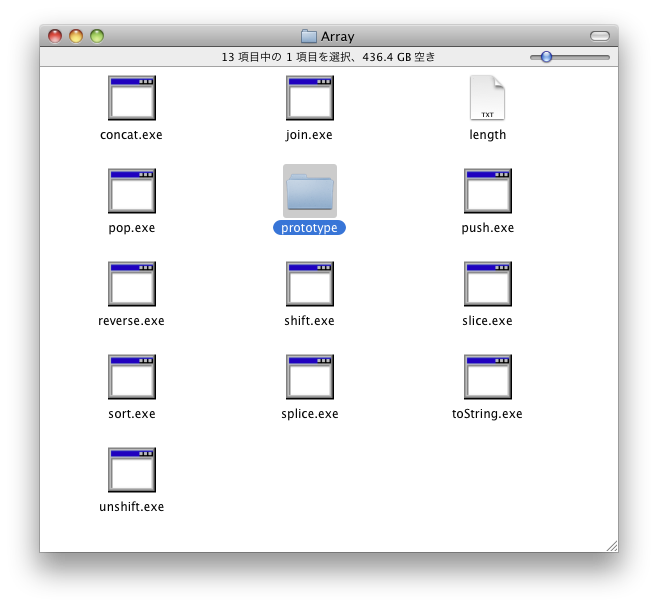 Array
13 項目中の 1 項目を選択、436.4 GB 空き
concat.exe
join.exe
TXT
length
pop.exe
prototype
push.exe
reverse.exe
shift.exe
slice.exe
sort.exe
splice.exe
toString.exe
unshift.exe